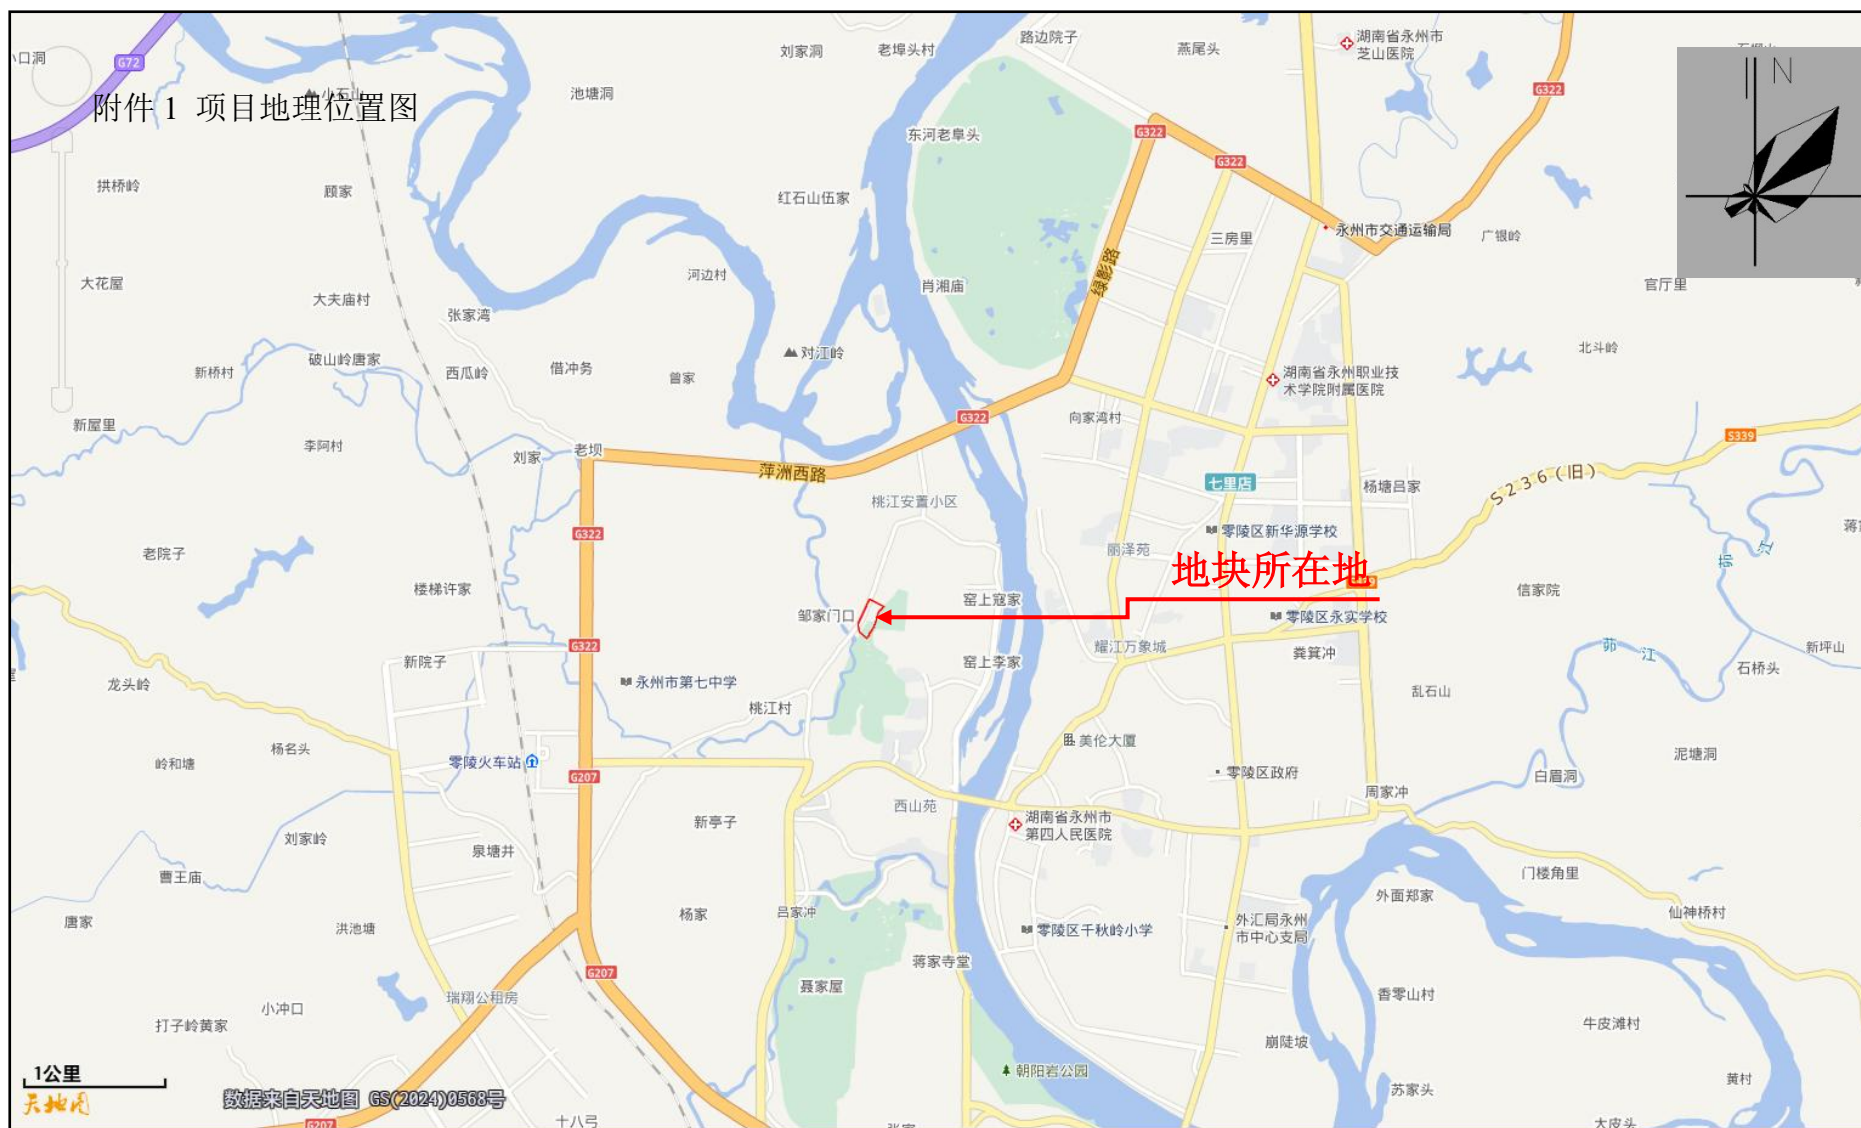 附件 1 项目地理位置图
G72
小口洞
小石山
池塘洞
刘家洞
老埠头村
路边院子
燕尾头
湖南省永州市
芝山医院
N
G322
东河老阜头
G322
G322
拱桥岭
顾家
红石山伍家
三房里
永州市交通运输局
广银岭
大花屋
大夫庙村
张家湾
河边村
肖湘庙
绿影路
官厅里
新桥村
破山岭唐家
西瓜岭
借冲务
曾家
对江岭
湖南省永州职业技
术学院附属医院
北斗岭
新屋里
李阿村
刘家
老坝
萍洲西路
G322
向家湾村
S339
桃江安置小区
七里店
杨塘吕家
S236(旧)
老院子
G322
丽泽苑
零陵区新华源学校
地块所在地
茆江
楼梯许家
邹家门口
窑上寇家
信家院
零陵区永实学校
龙头岭
新院子
G322
永州市第七中学
窑上李家
耀江万象城
粪箕冲
茆江
新坪山
石桥头
乱石山
桃江村
岭和塘
杨名头
零陵火车站
G207
美伦大厦
零陵区政府
泥塘洞
白眉洞
周家冲
西山苑
新亭子
湖南省永州市
第四人民医院
刘家岭
泉塘井
曹王庙
门楼角里
外面郑家
唐家
洪池塘
杨家
吕家冲
零陵区千秋岭小学
外汇局永州
市中心支局
仙神桥村
G207
蒋家寺堂
聂家屋
瑞翔公租房
小冲口
打子岭黄家
香零山村
牛皮滩村
崩陡坡
朝阳岩公园
苏家头
黄村
1公里
天地图
数据来自天地图 GS(2024)0568号
G207
十八弓
大皮头